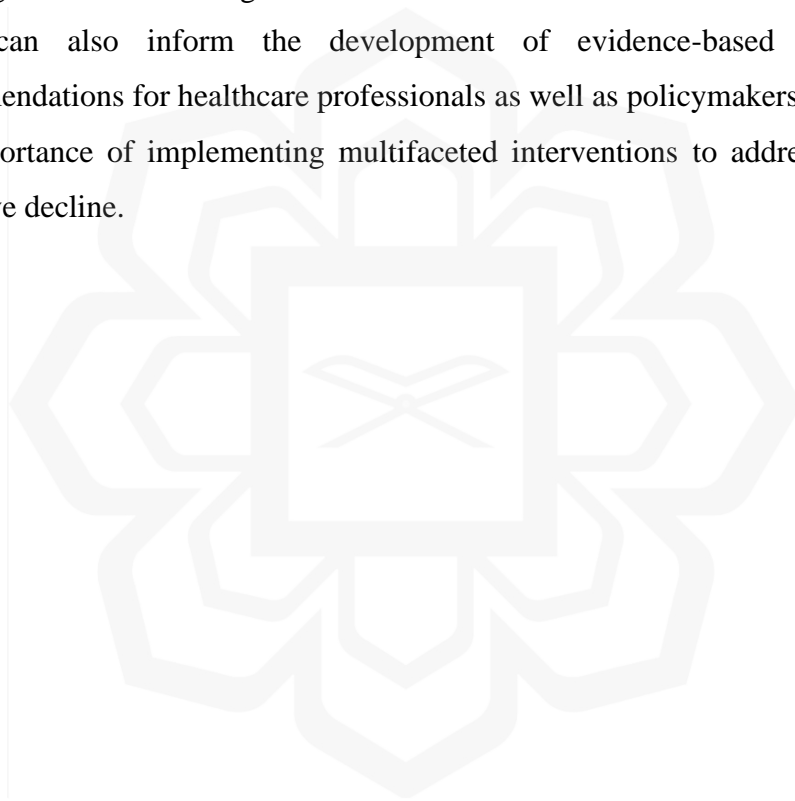 can also inform the development of evidence-based
endations for healthcare professionals as well as policymakers
ortance of implementing multifaceted interventions to addre
e decline.